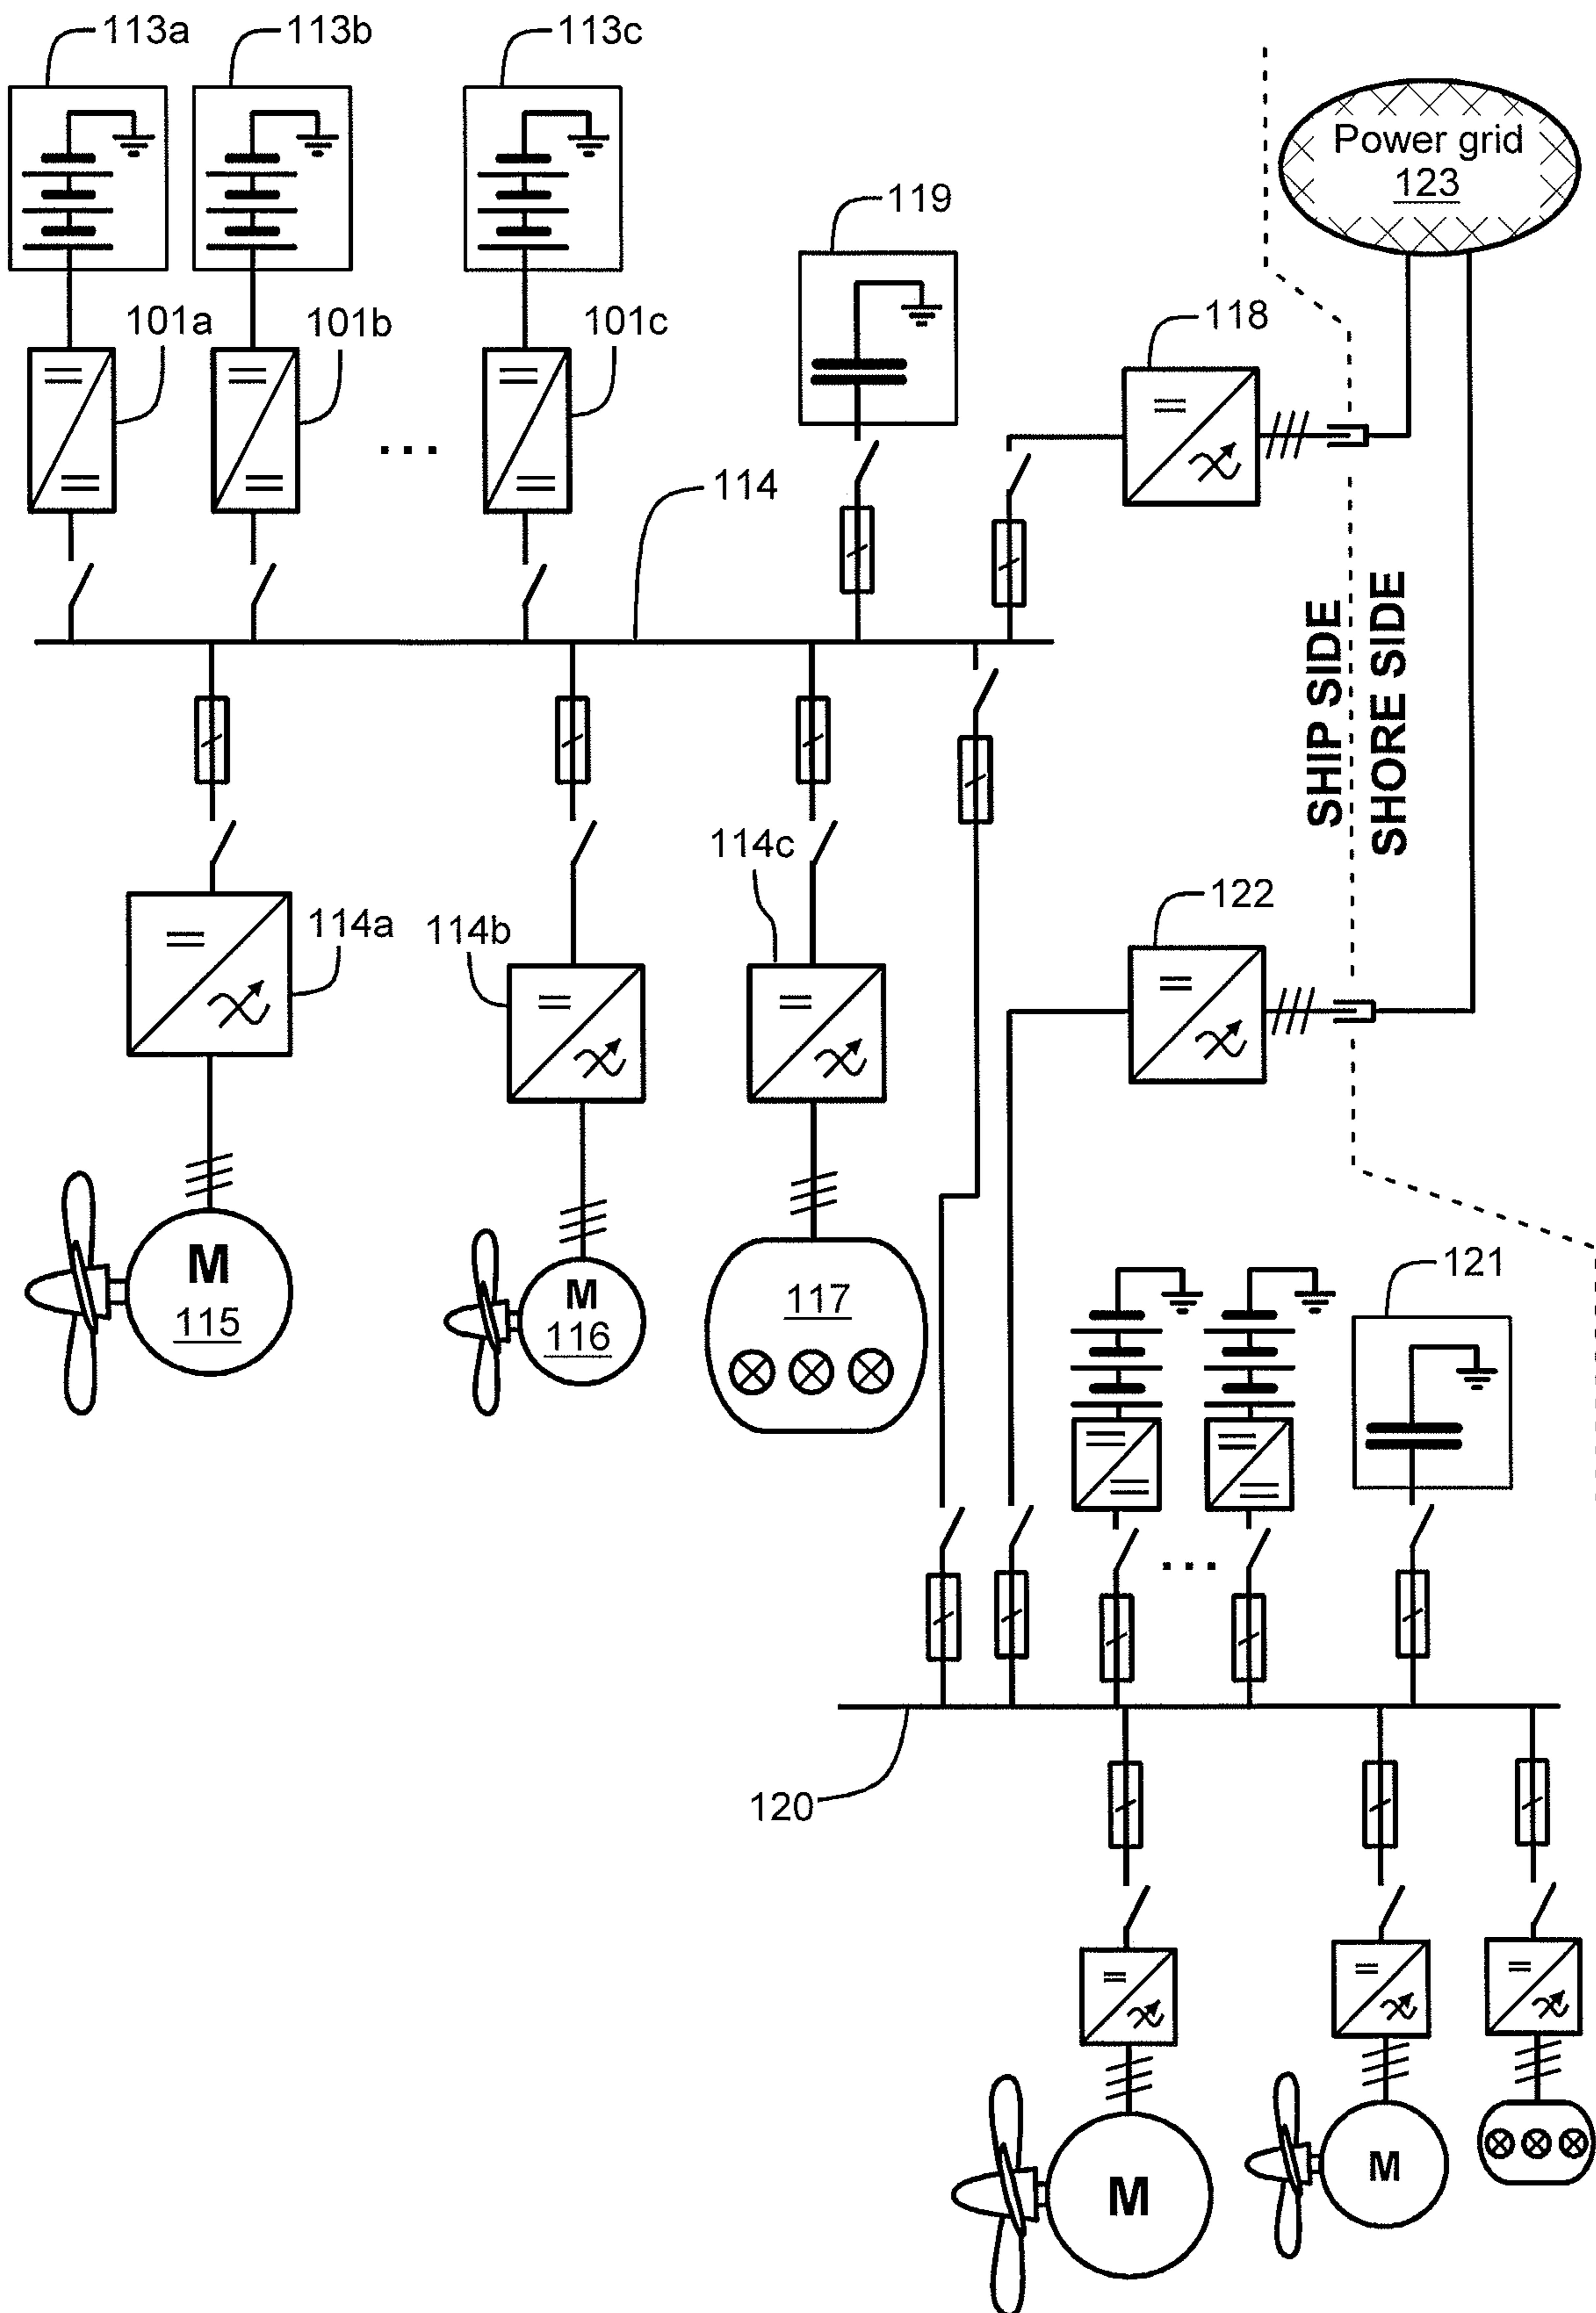 113a
113b
113c
Power grid
123
119
101a
101b
101c
118
...
114
SHIP SIDE
SHORE SIDE
114c
122
114a
114b
M
115
M
116
117
121
...
120
M
M